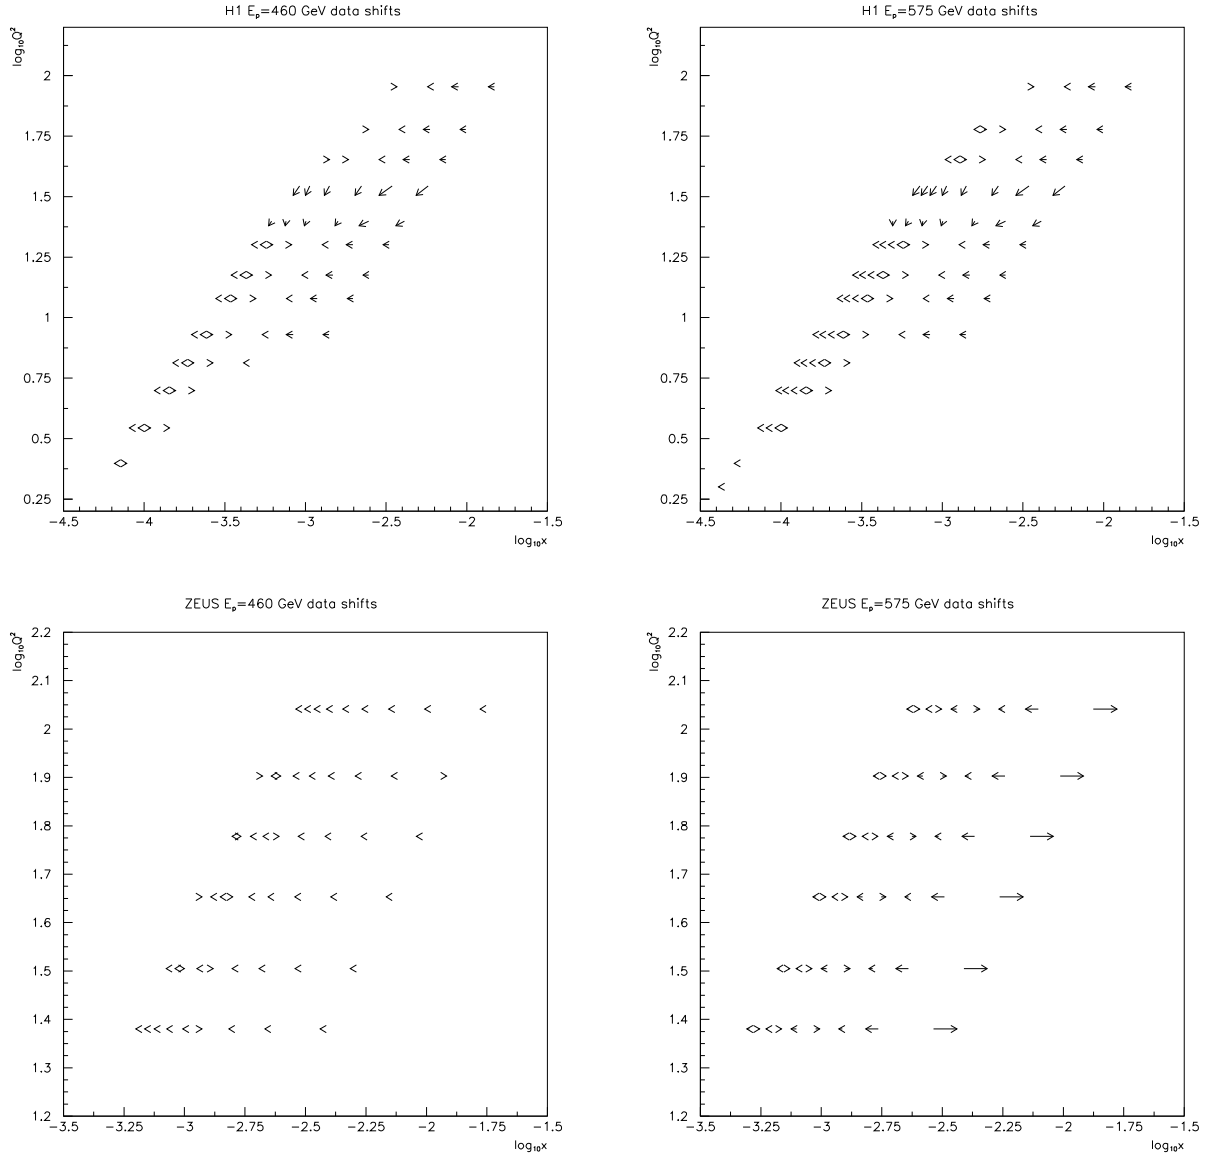 H1 Eₚ=460 GeV data shifts
log₁₀Q²
2
1.75
1.5
1.25
1
0.75
0.5
0.25
−4.5 −4 −3.5 −3 −2.5 −2 −1.5
log₁₀x
H1 Eₚ=575 GeV data shifts
log₁₀Q²
2
1.75
1.5
1.25
1
0.75
0.5
0.25
−4.5 −4 −3.5 −3 −2.5 −2 −1.5
log₁₀x
ZEUS Eₚ=460 GeV data shifts
log₁₀Q²
2.2
2.1
2
1.9
1.8
1.7
1.6
1.5
1.4
1.3
1.2
−3.5 −3.25 −3 −2.75 −2.5 −2.25 −2 −1.75 −1.5
log₁₀x
ZEUS Eₚ=575 GeV data shifts
log₁₀Q²
2.2
2.1
2
1.9
1.8
1.7
1.6
1.5
1.4
1.3
1.2
−3.5 −3.25 −3 −2.75 −2.5 −2.25 −2 −1.75 −1.5
log₁₀x